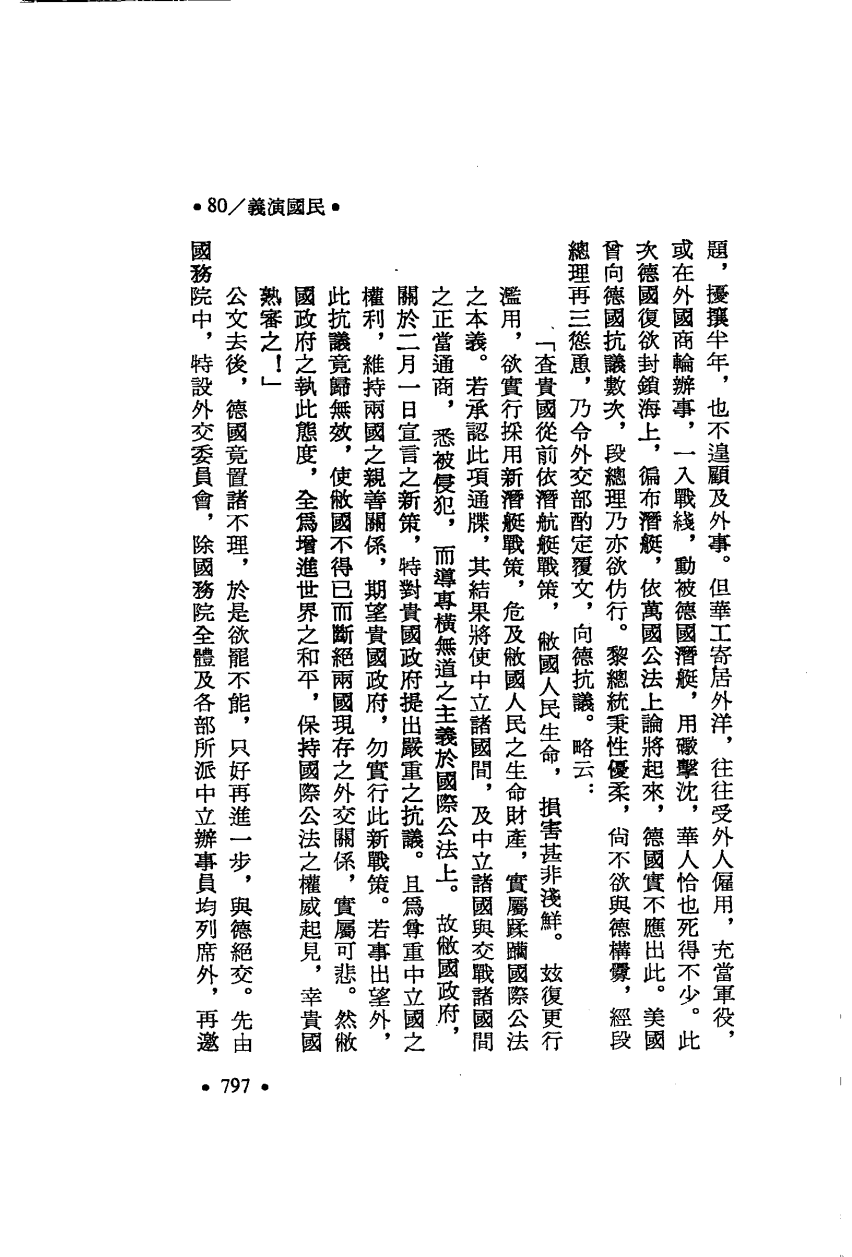 •民國演義／80•
題，擾攘半年，也不遑顧及外事。但華工寄居外洋，往往受外人僱用，充當軍役，
或在外國商輪辦事，一入戰綫，動被德國潛艇，用礮擊沈，華人恰也死得不少。此
次德國復欲封鎖海上，徧布潛艇，依萬國公法上論將起來，德國實不應出此。美國
曾向德國抗議數次，段總理乃亦欲仿行。黎總統秉性優柔，尙不欲與德構釁，經段
總理再三慫恿，乃令外交部酌定覆文，向德抗議。略云：
「查貴國從前依潛航艇戰策，敝國人民生命，損害甚非淺鮮。玆復更行
濫用，欲實行採用新潛艇戰策，危及敝國人民之生命財產，實屬蹂躪國際公法
之本義。若承認此項通牒，其結果將使中立諸國間，及中立諸國與交戰諸國間
之正當通商，悉被侵犯，而導專橫無道之主義於國際公法上。故敝國政府，
關於二月一日宣言之新策，特對貴國政府提出嚴重之抗議。且爲尊重中立國之
權利，維持兩國之親善關係，期望貴國政府，勿實行此新戰策。若事出望外，
此抗議竟歸無效，使敝國不得已而斷絕兩國現存之外交關係，實屬可悲。然敝
國政府之執此態度，全爲增進世界之和平，保持國際公法之權威起見，幸貴國
熟審之！」
公文去後，德國竟置諸不理，於是欲罷不能，只好再進一步，與德絕交。先由
國務院中，特設外交委員會，除國務院全體及各部所派中立辦事員均列席外，再邀
•797•